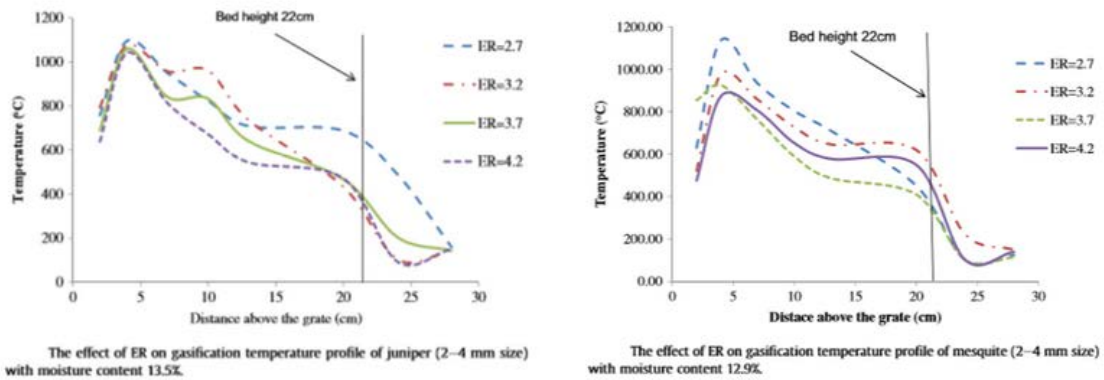 1200
1000
800
600
400
200
0
0 5 10 15 20 25 30
Temperature (°C)
Distance above the grate (cm)
Bed height 22cm
ER=2.7
ER=3.2
ER=3.7
ER=4.2
The effect of ER on gasification temperature profile of juniper (2–4 mm size)
with moisture content 13.5%.
1200.00
1000.00
800.00
600.00
400.00
200.00
0.00
0 5 10 15 20 25 30
Temperature (°C)
Distace above the grate (cm)
Bed height 22cm
ER=2.7
ER=3.2
ER=3.7
ER=4.2
The effect of ER on gasification temperature profile of mesquite (2–4 mm size)
with moisture content 12.9%.